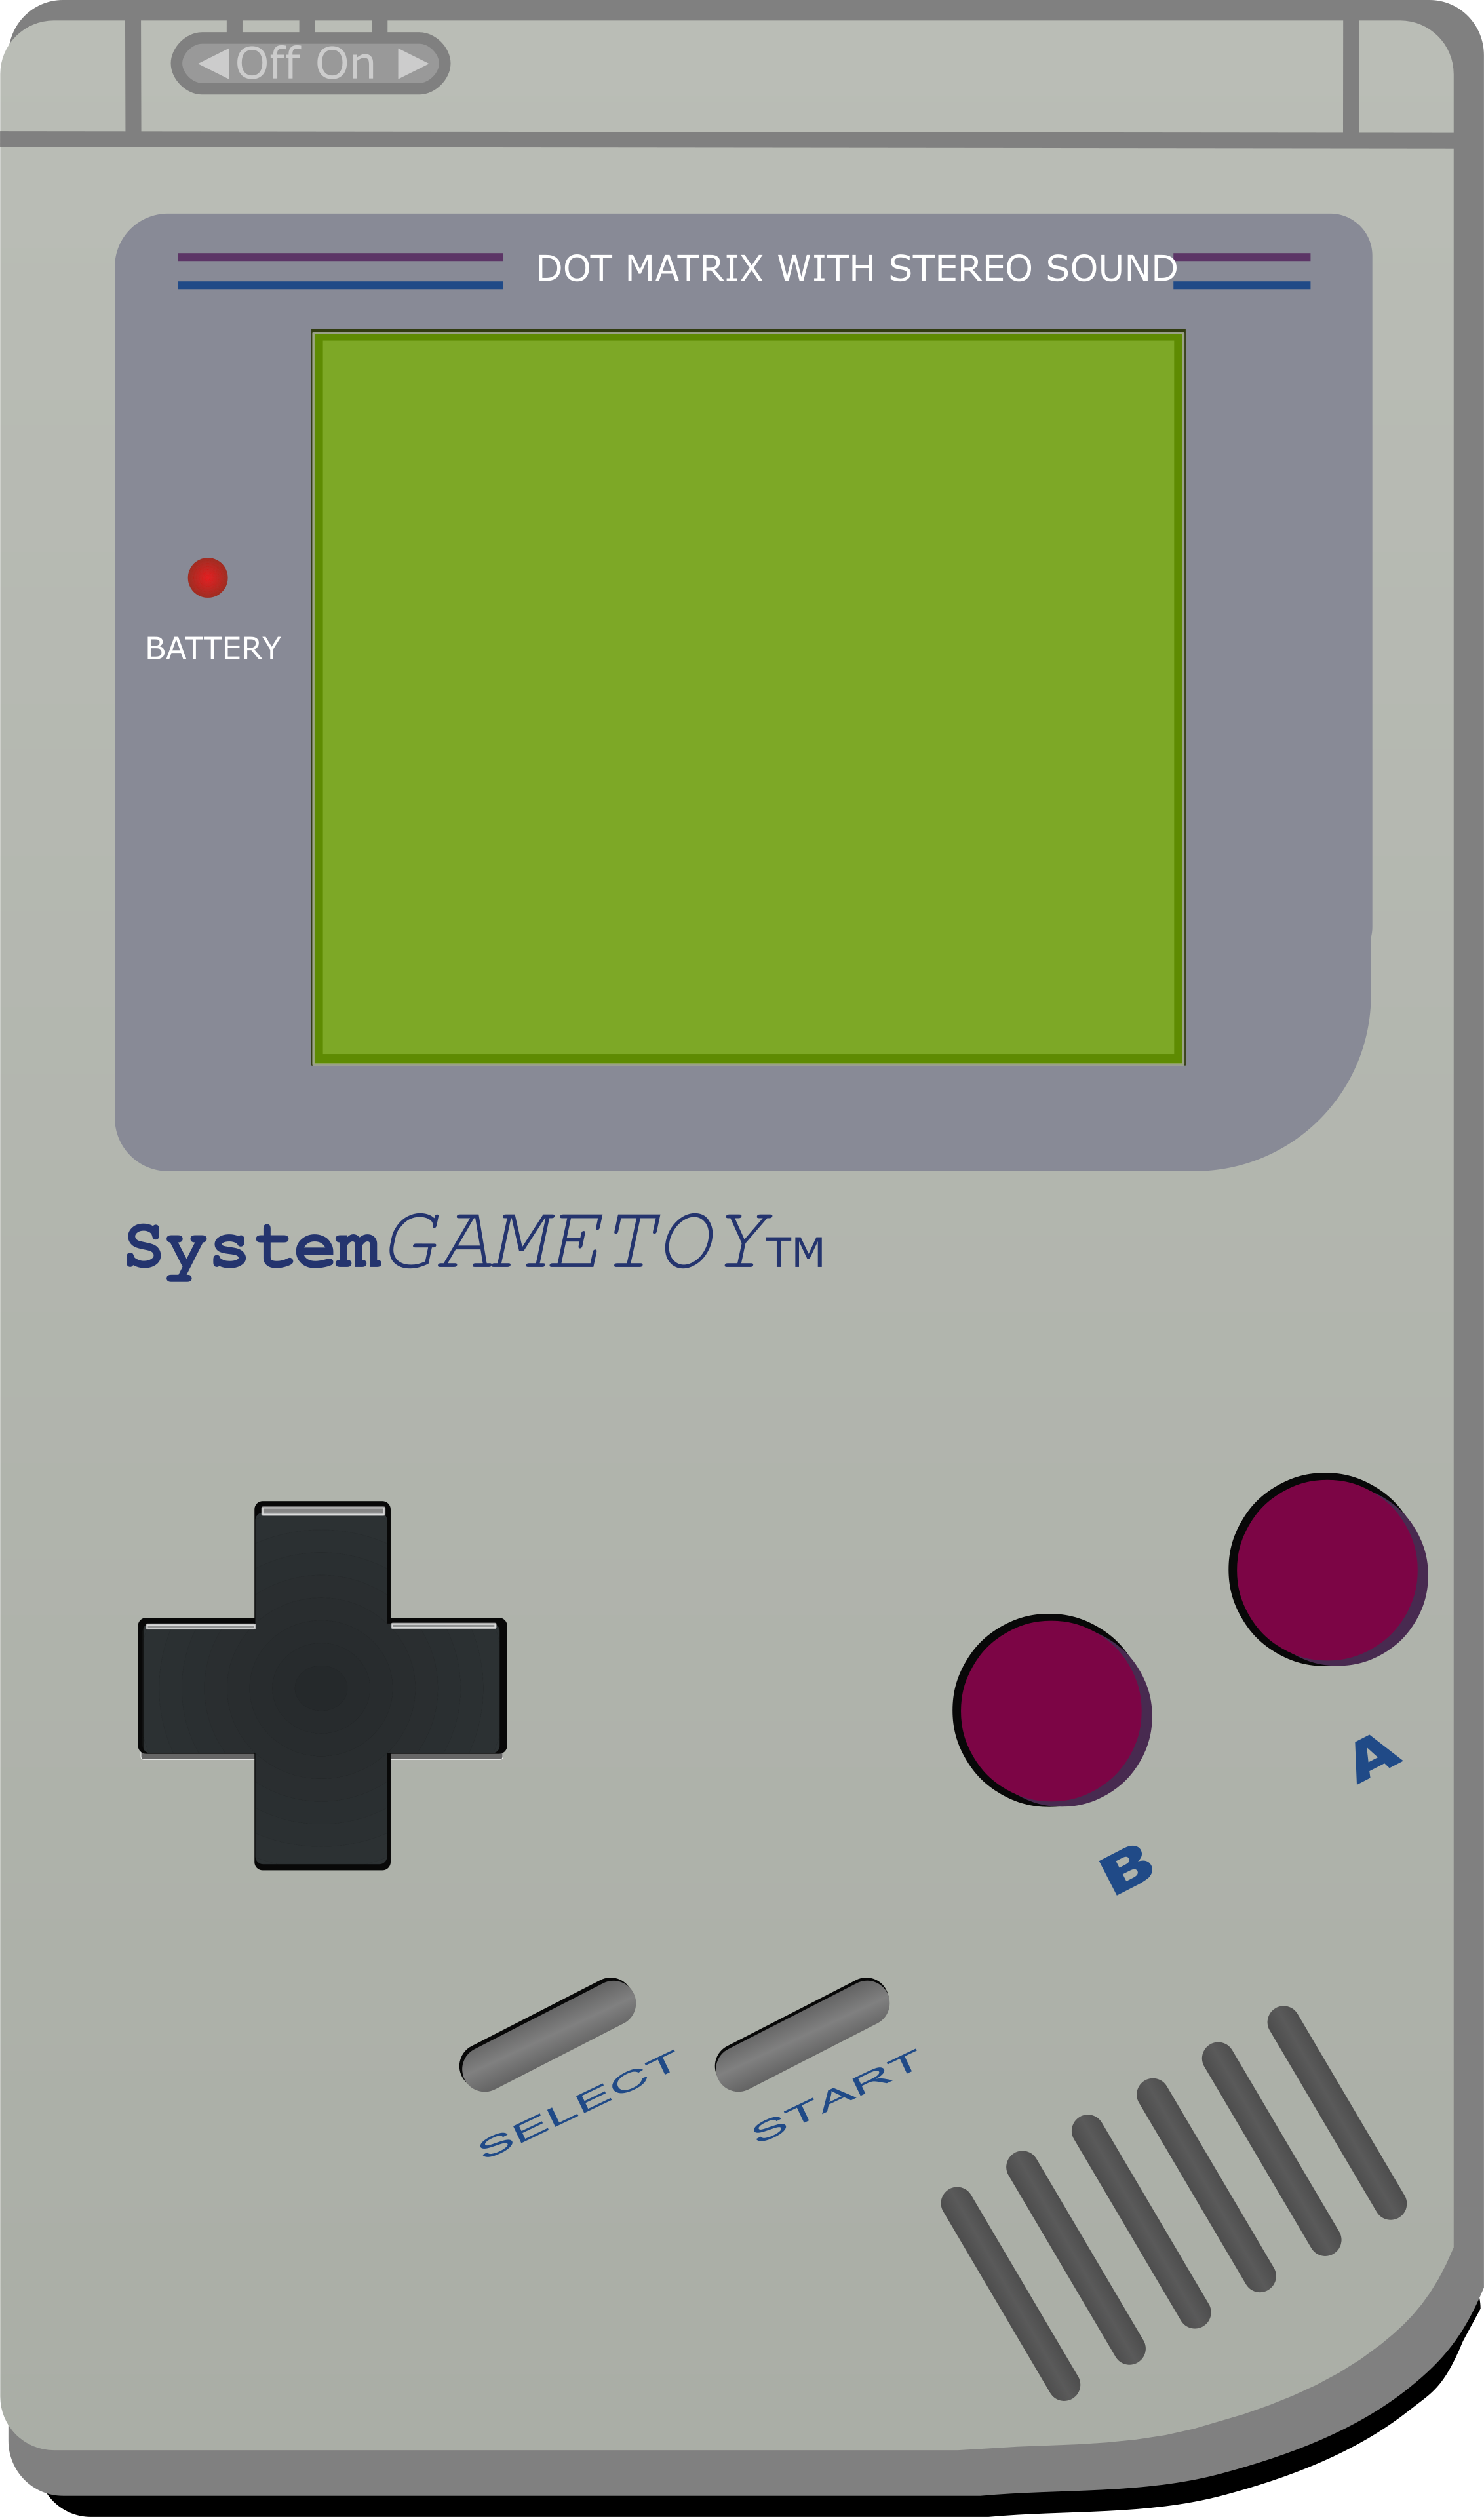 Off On
DOT MATRIX WITH STEREO SOUND
BATTERY
SystemGAMETOY™
A
B
SELECT START